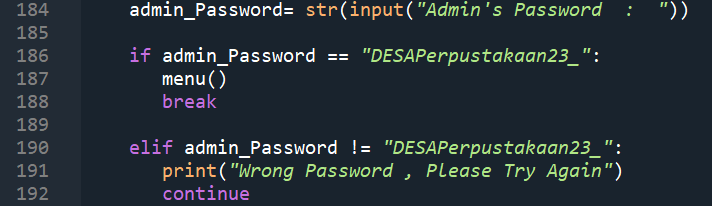 184 admin_Password= str(input("Admin's Password  :  "))
185
186 if admin_Password == "DESAPerpustakaan23_":
187 menu()
188 break
189
190 elif admin_Password != "DESAPerpustakaan23_":
191 print("Wrong Password , Please Try Again")
192 continue